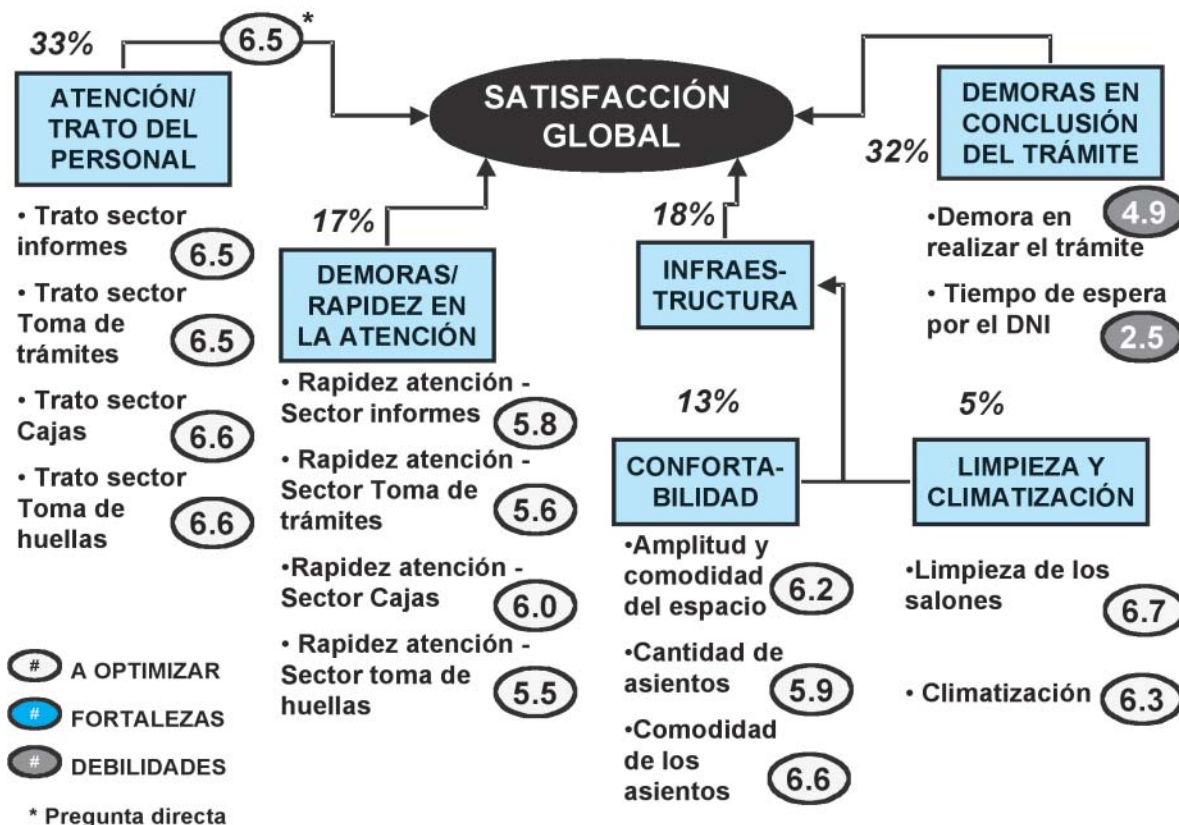 33%
6.5
*
ATENCIÓN/
TRATO DEL
PERSONAL
• Trato sector
informes
6.5
• Trato sector
Toma de
trámites
6.5
• Trato sector
Cajas
6.6
• Trato sector
Toma de
huellas
6.6
SATISFACCIÓN
GLOBAL
17%
DEMORAS/
RAPIDEZ EN
LA ATENCIÓN
• Rapidez atención -
Sector informes
5.8
• Rapidez atención -
Sector Toma de
trámites
5.6
•Rapidez atención -
Sector Cajas
6.0
• Rapidez atención -
Sector toma de
huellas
5.5
18%
INFRAES-
TRUCTURA
13%
CONFORTA-
BILIDAD
•Amplitud y
comodidad
del espacio
6.2
•Cantidad de
asientos
5.9
•Comodidad
de los
asientos
6.6
5%
LIMPIEZA Y
CLIMATIZACIÓN
•Limpieza de los
salones
6.7
• Climatización
6.3
32%
DEMORAS EN
CONCLUSIÓN
DEL TRÁMITE
•Demora en
realizar el trámite
4.9
• Tiempo de espera
por el DNI
2.5
# A OPTIMIZAR
# FORTALEZAS
# DEBILIDADES
* Pregunta directa